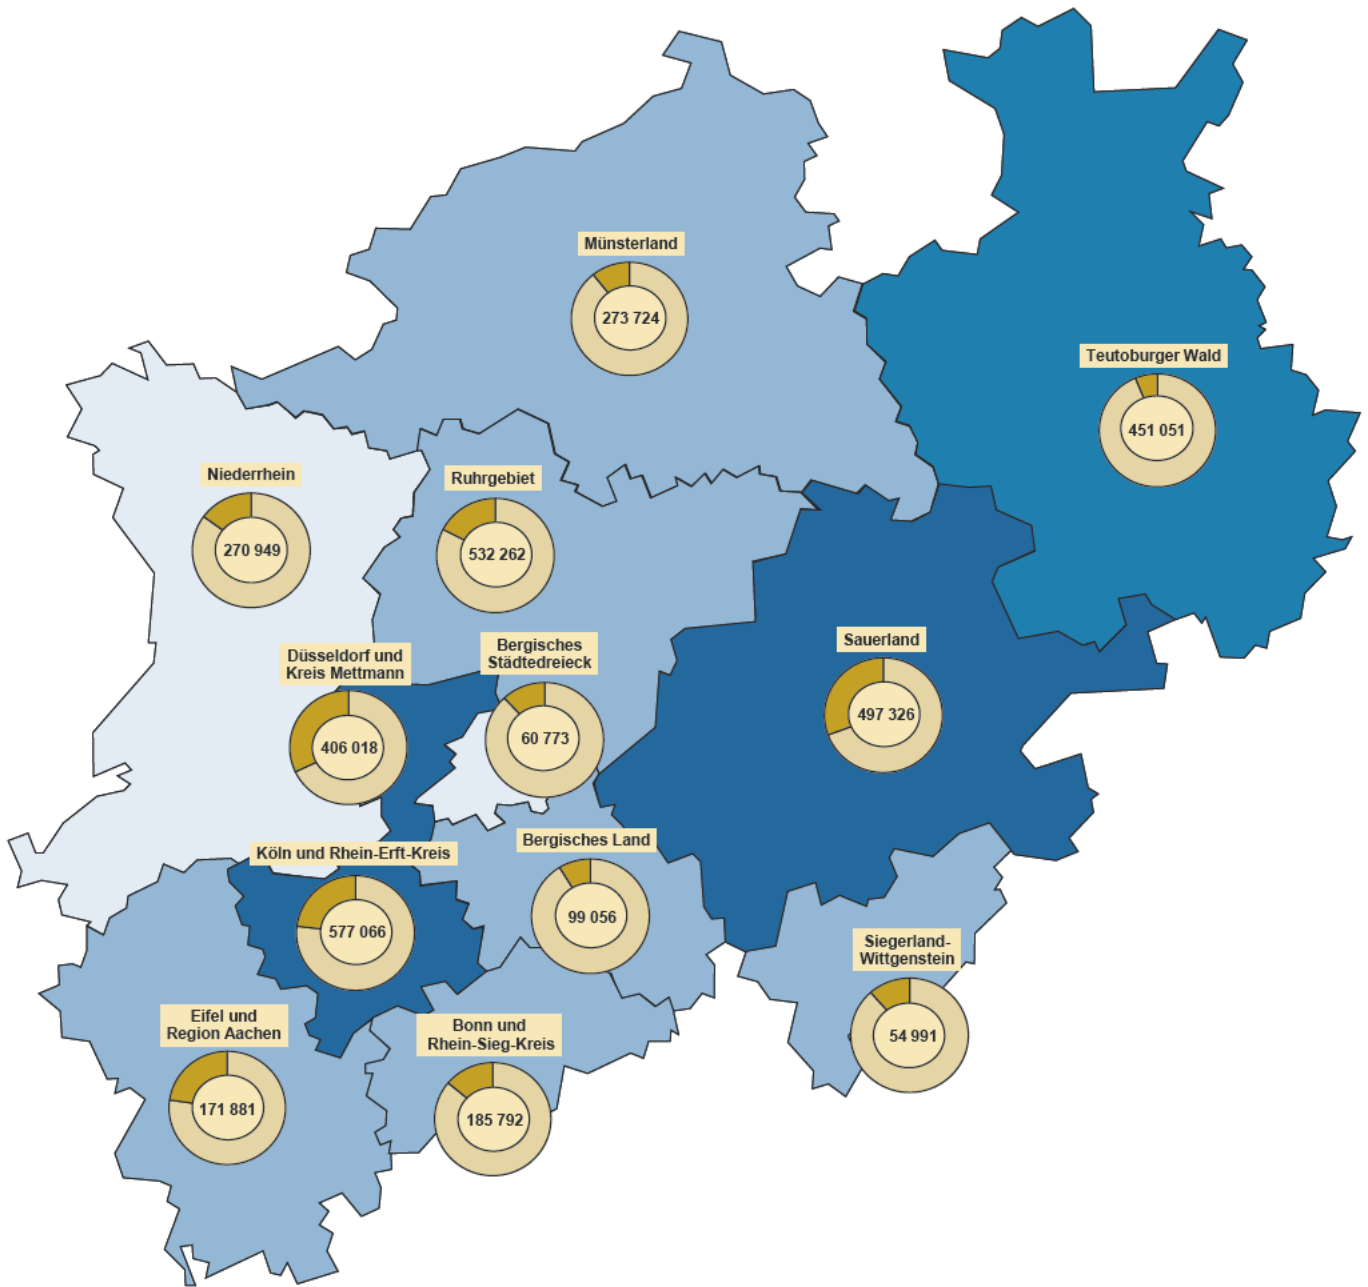 Münsterland
273 724
Teutoburger Wald
451 051
Niederrhein
270 949
Ruhrgebiet
532 262
Düsseldorf und
Kreis Mettmann
406 018
Bergisches
Städtedreieck
60 773
Sauerland
497 326
Köln und Rhein-Erft-Kreis
577 066
Bergisches Land
99 056
Siegerland-
Wittgenstein
54 991
Eifel und
Region Aachen
171 881
Bonn und
Rhein-Sieg-Kreis
185 792